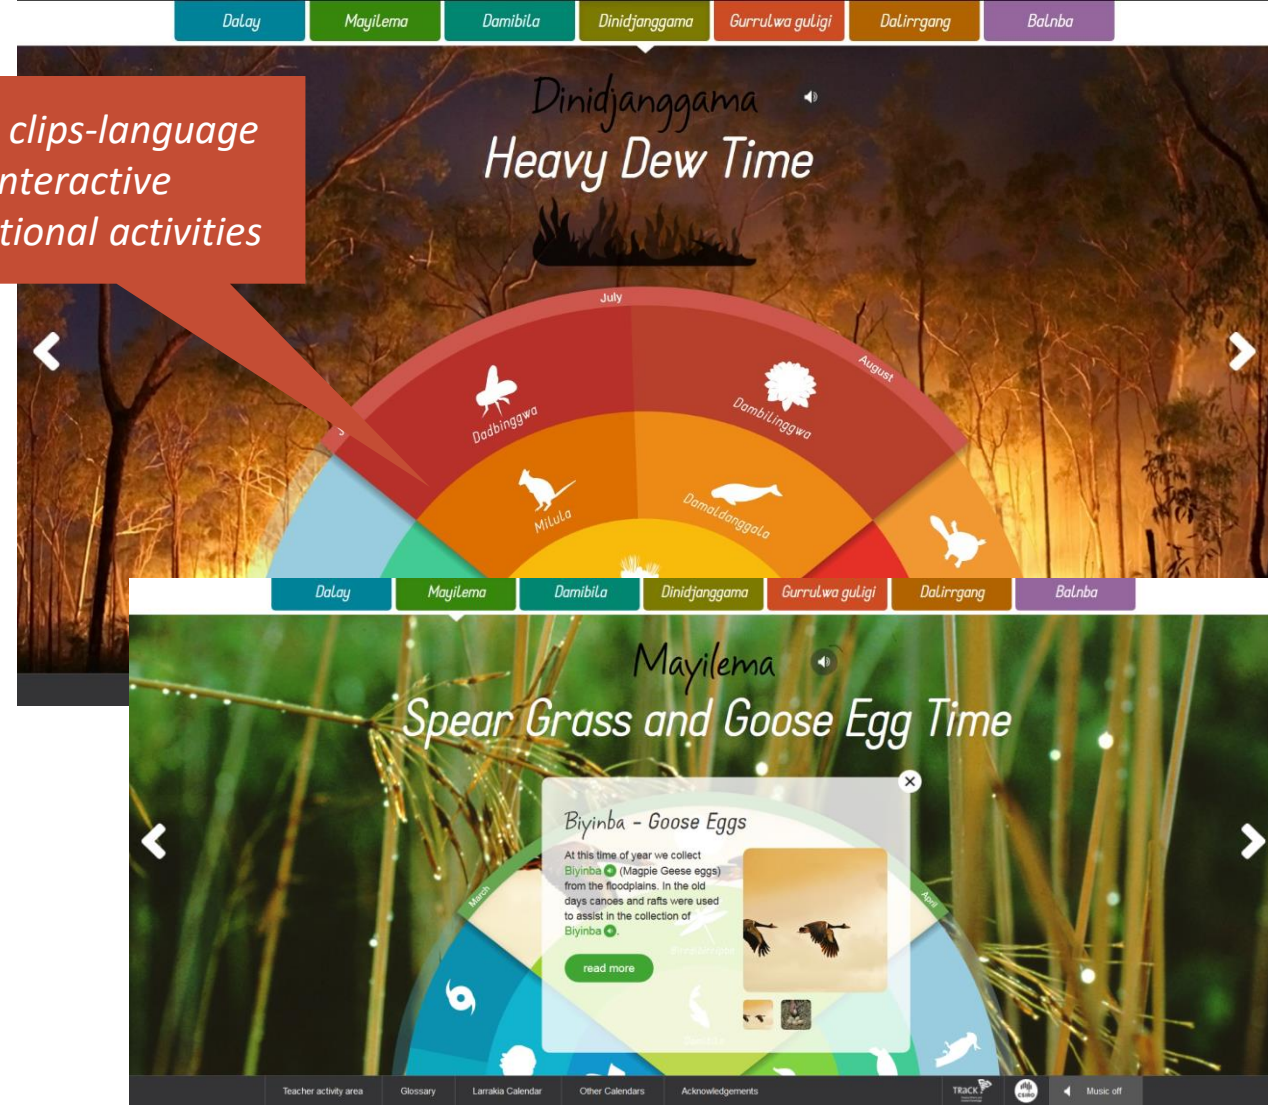 Dalay Mayilema Damibila Dinidjanggama Gurrulwa guligi Dalirrgang Balnba
Dinidjanggama
Heavy Dew Time
clips-language
nteractive
tional activities
July
August
Dadbinggwa
Dambilinggwa
Milula
Damaldanggala
Dalay Mayilema Damibila Dinidjanggama Gurrulwa guligi Dalirrgang Balnba
Mayilema
Spear Grass and Goose Egg Time
Biyinba - Goose Eggs
At this time of year we collect
Biyinba (Magpie Geese eggs)
from the floodplains. In the old
days canoes and rafts were used
to assist in the collection of
Biyinba.
read more
March
April
Teacher activity area Glossary Larrakia Calendar Other Calendars Acknowledgements TRaCK CSIRO Music off